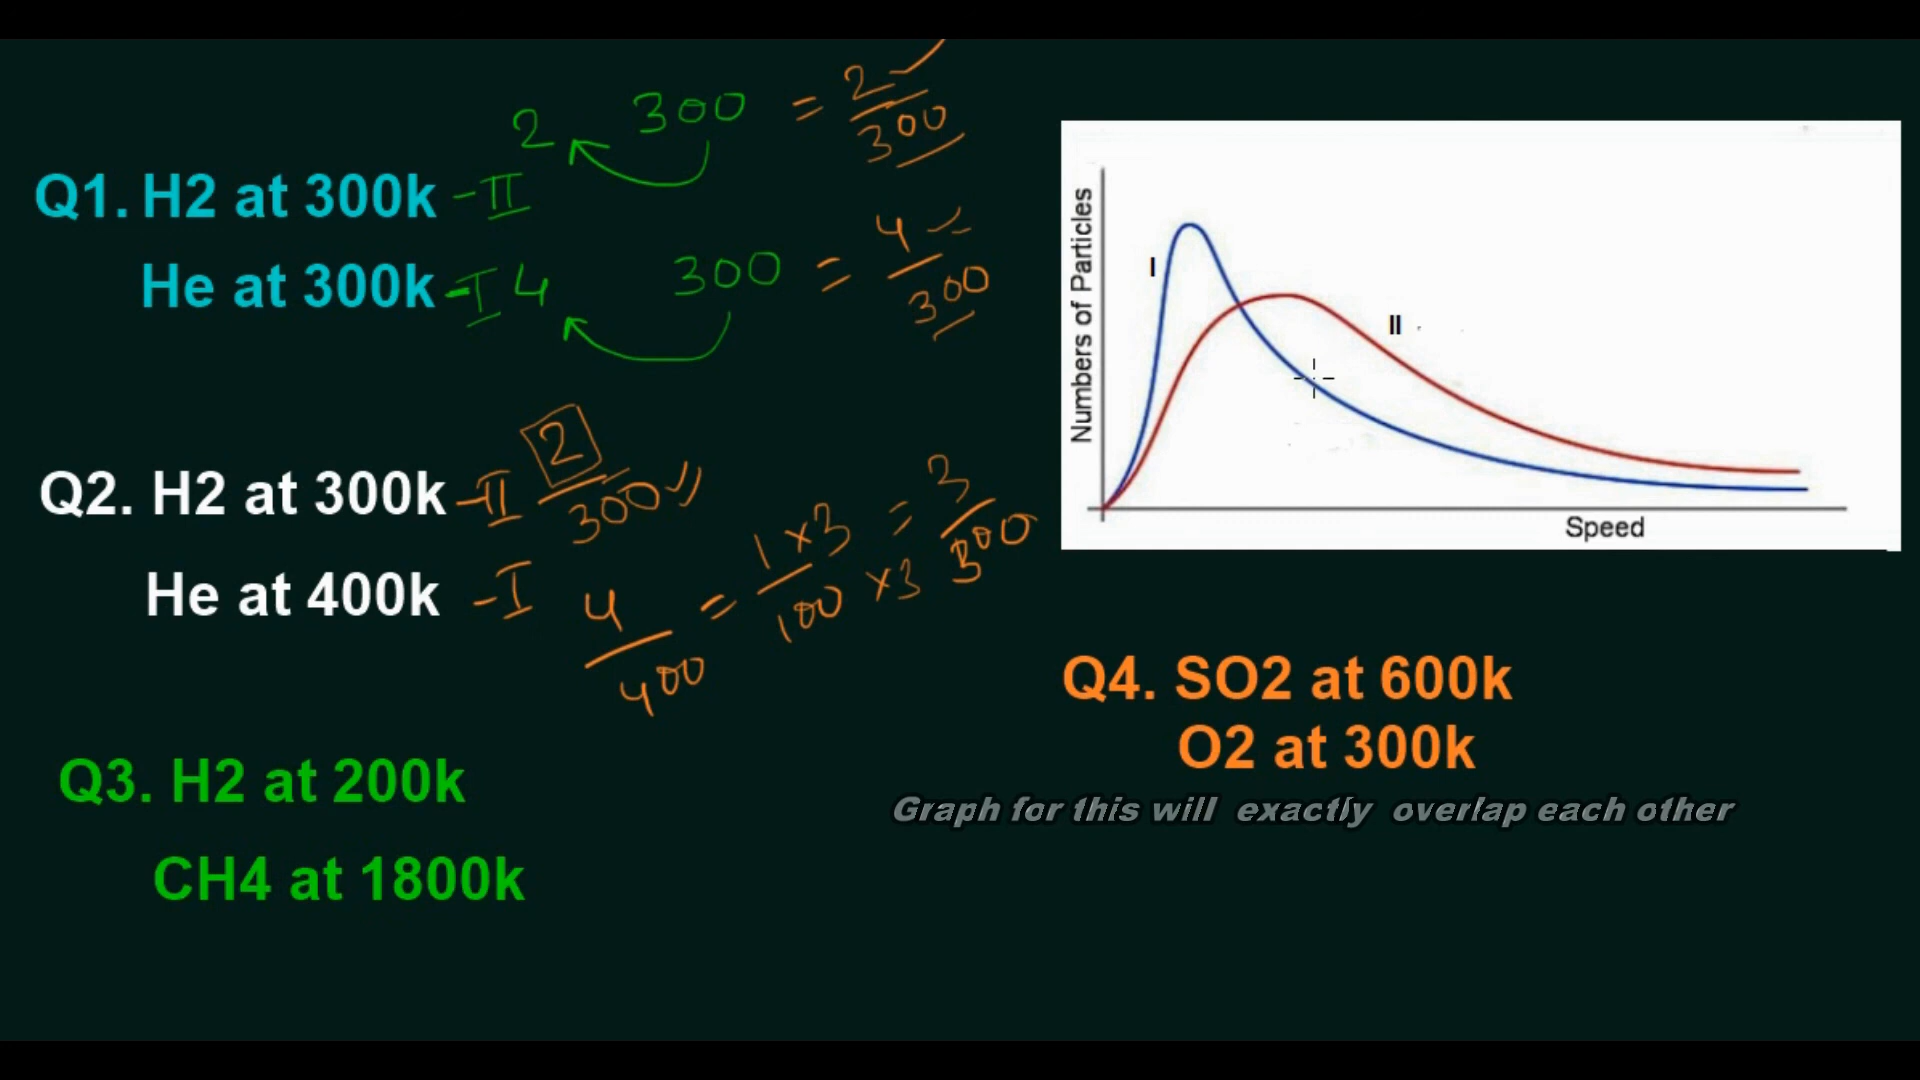 2 300 = 2/300
Q1. H2 at 300k -II
He at 300k -I 4 300 = 4/300
Q2. H2 at 300k -II 2/300
He at 400k -I 4/400 = 1×3/100×3 = 3/300
Q3. H2 at 200k
CH4 at 1800k
Numbers of Particles
I
II
Speed
Q4. SO2 at 600k
O2 at 300k
Graph for this will exactly overlap each other